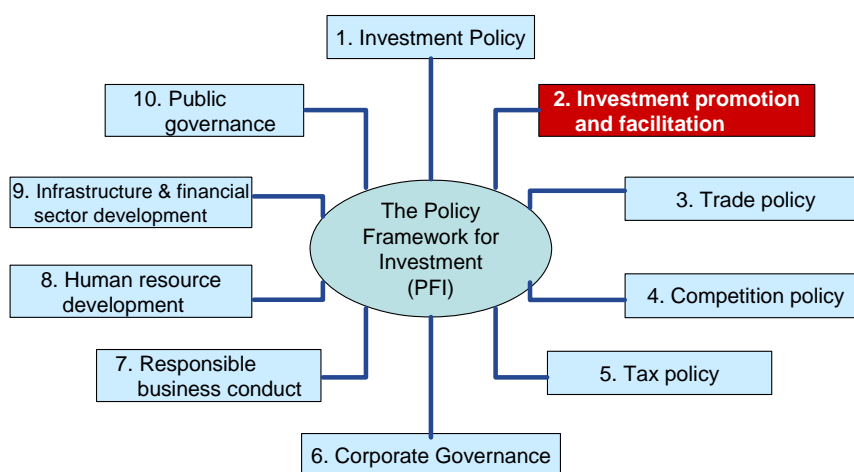 1. Investment Policy
2. Investment promotion
and facilitation
3. Trade policy
4. Competition policy
5. Tax policy
6. Corporate Governance
7. Responsible
business conduct
8. Human resource
development
9. Infrastructure & financial
sector development
10. Public
governance
The Policy
Framework for
Investment
(PFI)